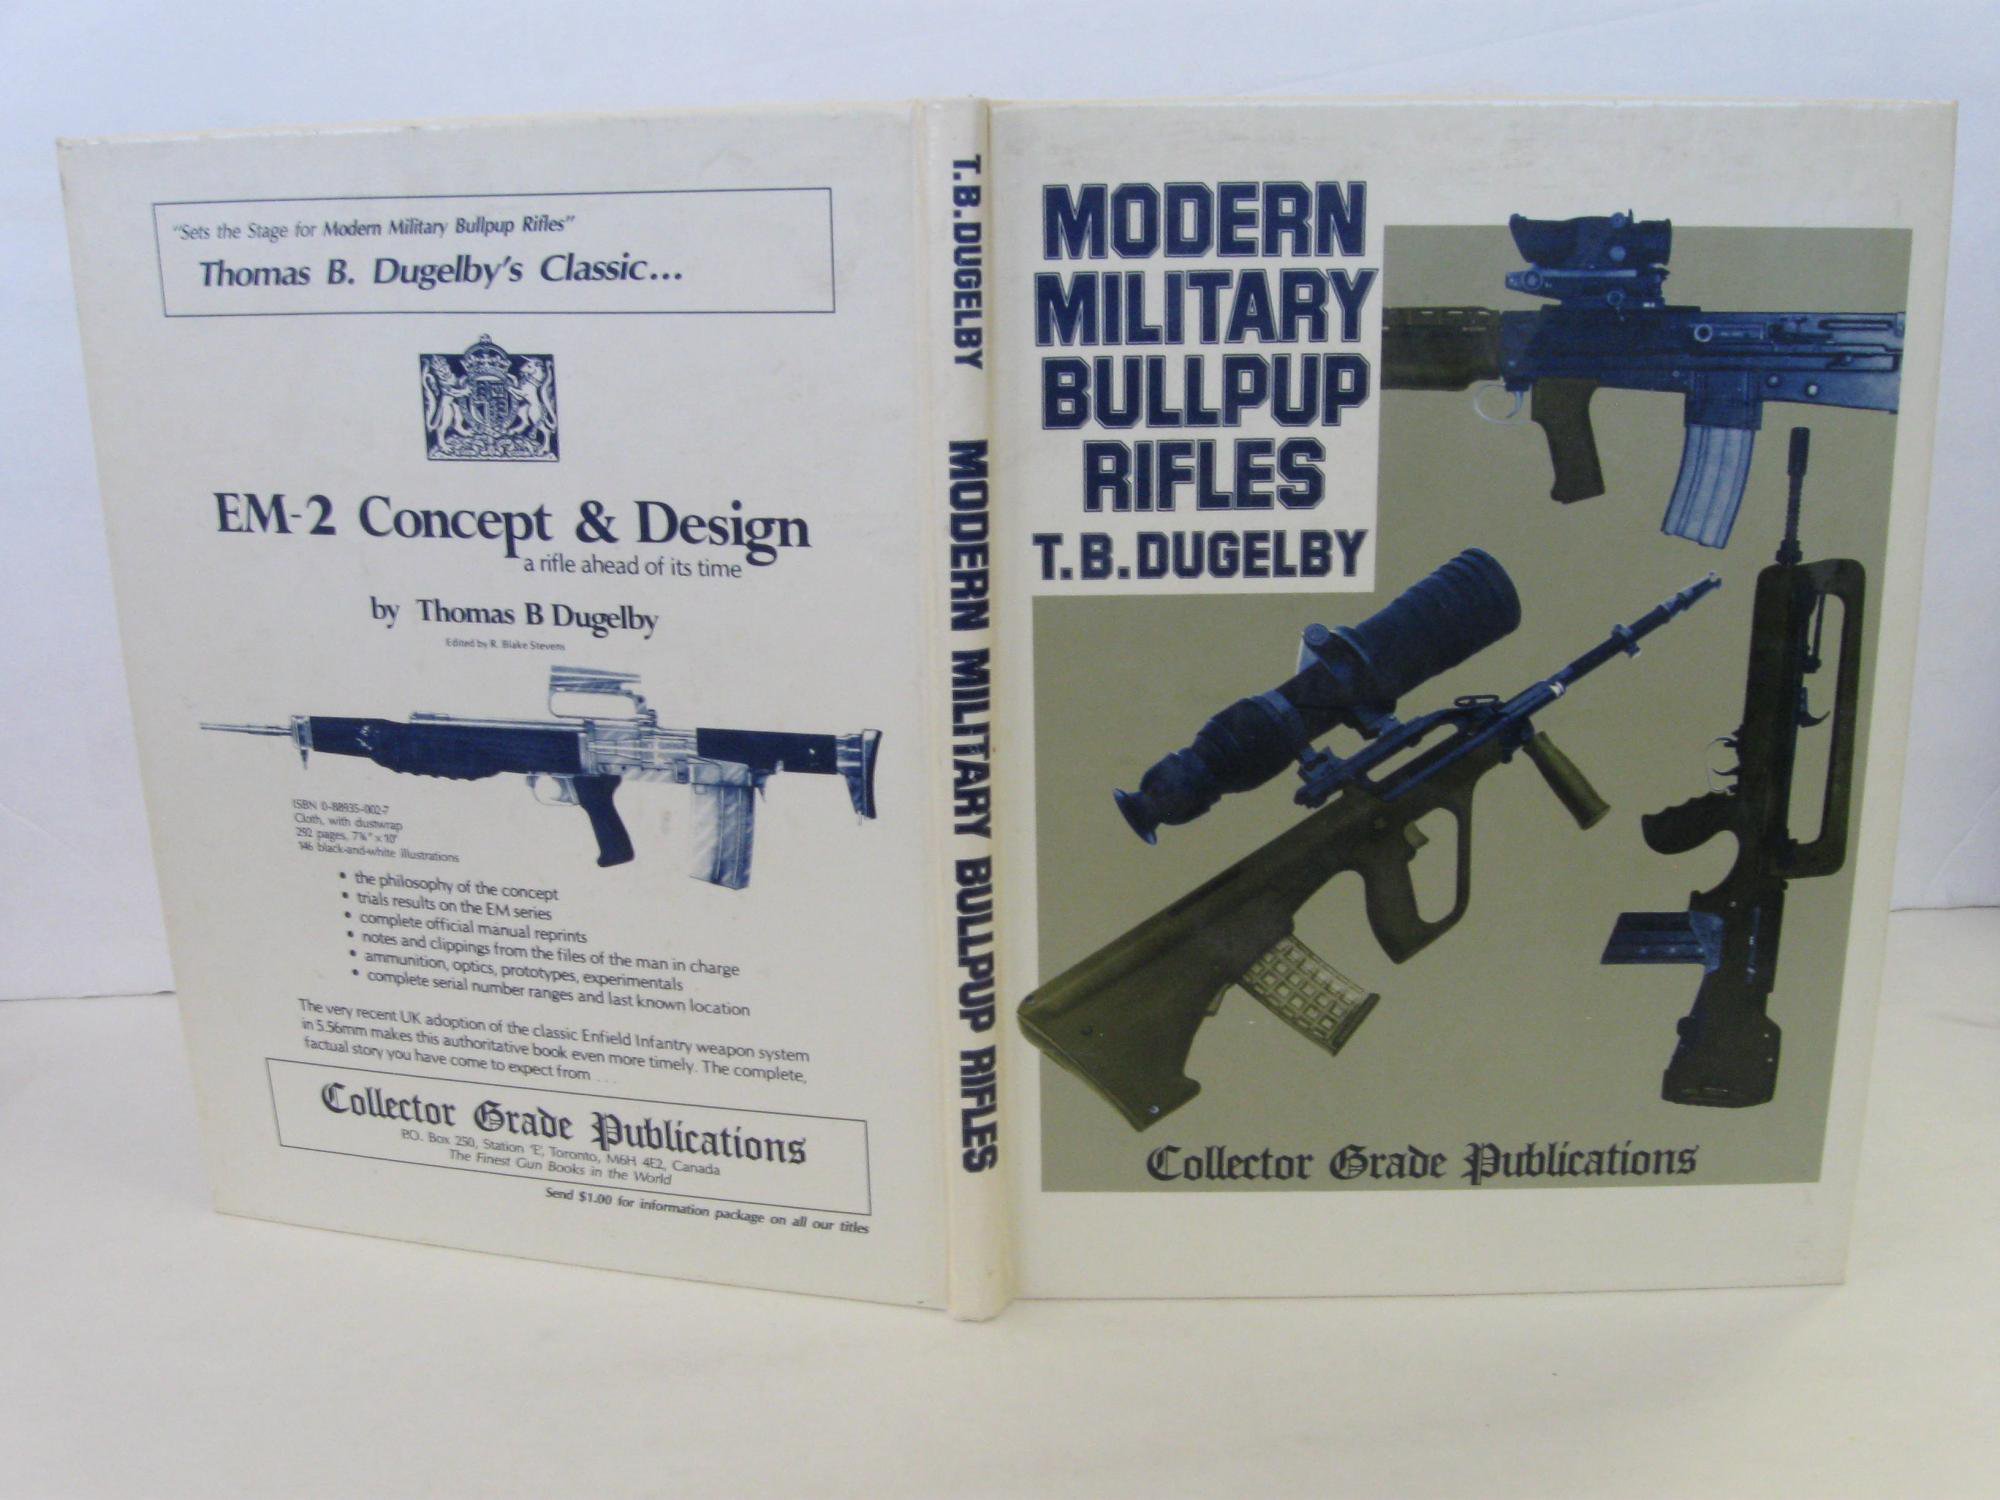 "Sets the Stage for Modern Military Bullpup Rifles"
Thomas B. Dugelby's Classic...
EM-2 Concept & Design
a rifle ahead of its time
by Thomas B Dugelby
Edited by R. Blake Stevens
ISBN 0-88935-002-7
Cloth, with dustwrap
292 pages, 7¾" x 10"
146 black-and-white illustrations
• the philosophy of the concept
• trials results on the EM series
• complete official manual reprints
• notes and clippings from the files of the man in charge
• ammunition, optics, prototypes, experimentals
• complete serial number ranges and last known location
The very recent UK adoption of the classic Enfield Infantry weapon system
in 5.56mm makes this authoritative book even more timely. The complete,
factual story you have come to expect from ...
Collector Grade Publications
P.O. Box 250, Station 'E', Toronto, M6H 4E2, Canada
The Finest Gun Books in the World
Send $1.00 for information package on all our titles
T.B. DUGELBY MODERN MILITARY BULLPUP RIFLES
MODERN
MILITARY
BULLPUP
RIFLES
T.B. DUGELBY
Collector Grade Publications